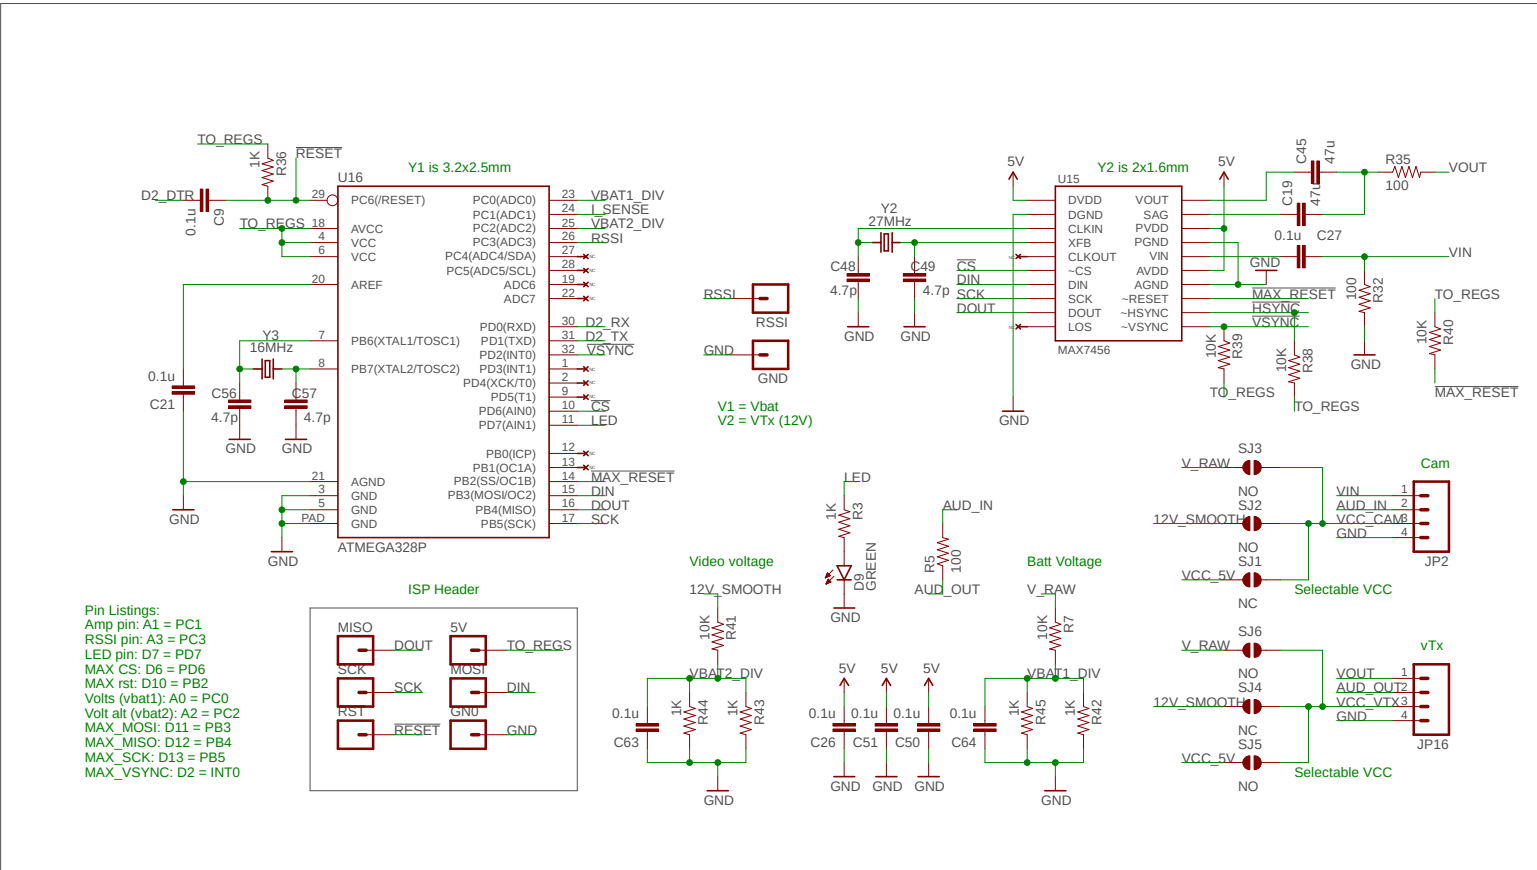 TO_REGS
1K
R36
RESET
D2_DTR
0.1u
C9
TO_REGS
Y1 is 3.2x2.5mm
U16
29 PC6(/RESET)
18 AVCC
4 VCC
6 VCC
20 AREF
7 PB6(XTAL1/TOSC1)
8 PB7(XTAL2/TOSC2)
21 AGND
3 GND
5 GND
PAD GND
PC0(ADC0) 23 VBAT1_DIV
PC1(ADC1) 24 I_SENSE
PC2(ADC2) 25 VBAT2_DIV
PC3(ADC3) 26 RSSI
PC4(ADC4/SDA) 27
PC5(ADC5/SCL) 28
ADC6 19
ADC7 22
PD0(RXD) 30 D2_RX
PD1(TXD) 31 D2_TX
PD2(INT0) 32 VSYNC
PD3(INT1) 1
PD4(XCK/T0) 2
PD5(T1) 9
PD6(AIN0) 10 CS
PD7(AIN1) 11 LED
PB0(ICP) 12
PB1(OC1A) 13
PB2(SS/OC1B) 14 MAX_RESET
PB3(MOSI/OC2) 15 DIN
PB4(MISO) 16 DOUT
PB5(SCK) 17 SCK
ATMEGA328P
Y3
16MHz
0.1u
C21
C56
4.7p
C57
4.7p
GND
GND
GND
GND
RSSI
RSSI
GND
GND
V1 = Vbat
V2 = VTx (12V)
5V
Y2 is 2x1.6mm
5V
U15
DVDD
DGND
CLKIN
XFB
CLKOUT
~CS
DIN
SCK
DOUT
LOS
VOUT
SAG
PVDD
PGND
VIN
AVDD
AGND
~RESET
~HSYNC
~VSYNC
MAX7456
Y2
27MHz
C48
4.7p
C49
4.7p
GND
GND
CS
DIN
SCK
DOUT
GND
C45
47u
C19
47u
R35
100
VOUT
0.1u
C27
VIN
GND
MAX_RESET
HSYNC
VSYNC
100
R32
GND
10K
R39
TO_REGS
10K
R38
TO_REGS
TO_REGS
10K
R40
MAX_RESET
LED
1K
R3
D9
GREEN
GND
AUD_IN
R5
100
AUD_OUT
V_RAW
SJ3
NO
12V_SMOOTH
SJ2
NO
VCC_5V
SJ1
NC
Selectable VCC
Cam
VIN 1
AUD_IN 2
VCC_CAM 3
GND 4
JP2
V_RAW
SJ6
NO
12V_SMOOTH
SJ4
NC
VCC_5V
SJ5
NO
Selectable VCC
vTx
VOUT 1
AUD_OUT 2
VCC_VTX 3
GND 4
JP16
Pin Listings:
Amp pin: A1 = PC1
RSSI pin: A3 = PC3
LED pin: D7 = PD7
MAX CS: D6 = PD6
MAX rst: D10 = PB2
Volts (vbat1): A0 = PC0
Volt alt (vbat2): A2 = PC2
MAX_MOSI: D11 = PB3
MAX_MISO: D12 = PB4
MAX_SCK: D13 = PB5
MAX_VSYNC: D2 = INT0
ISP Header
MISO
DOUT
5V
TO_REGS
SCK
SCK
MOSI
DIN
RST
RESET
GND
GND
Video voltage
12V_SMOOTH
10K
R41
VBAT2_DIV
0.1u
C63
1K
R44
1K
R43
GND
5V
5V
5V
0.1u
C26
0.1u
C51
0.1u
C50
GND
GND
GND
Batt Voltage
V_RAW
10K
R7
VBAT1_DIV
0.1u
C64
1K
R45
1K
R42
GND